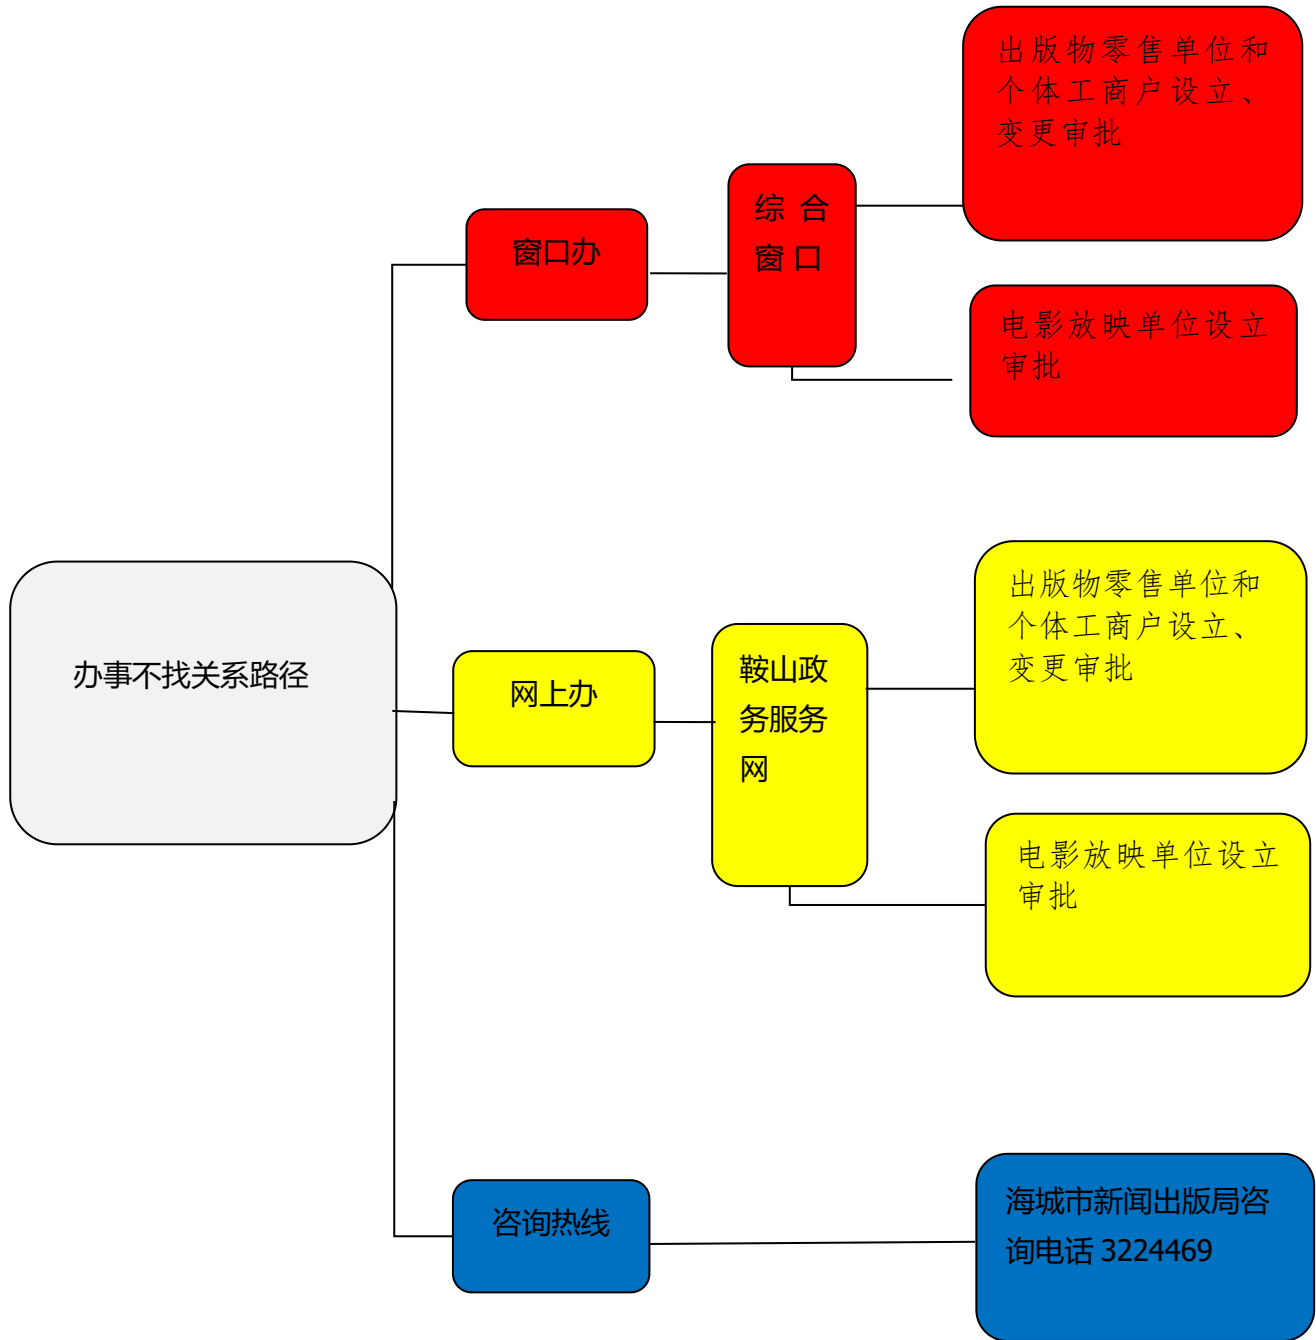 办事不找关系路径
窗口办
综合
窗口
出版物零售单位和
个体工商户设立、
变更审批
电影放映单位设立
审批
网上办
鞍山政
务服务
网
出版物零售单位和
个体工商户设立、
变更审批
电影放映单位设立
审批
咨询热线
海城市新闻出版局咨
询电话 3224469